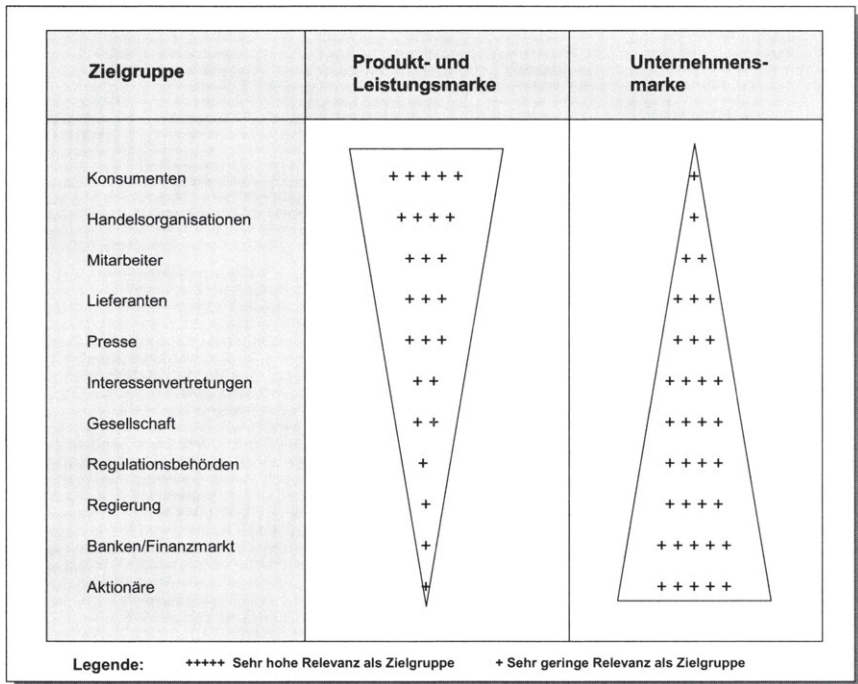 Zielgruppe
Produkt- und
Leistungsmarke
Unternehmens-
marke
Konsumenten + + + + + +
Handelsorganisationen + + + + +
Mitarbeiter + + + + +
Lieferanten + + + + + +
Presse + + + + + +
Interessenvertretungen + + + + + +
Gesellschaft + + + + + +
Regulationsbehörden + + + + +
Regierung + + + + +
Banken/Finanzmarkt + + + + + +
Aktionäre + + + + + +
Legende: +++++ Sehr hohe Relevanz als Zielgruppe + Sehr geringe Relevanz als Zielgruppe